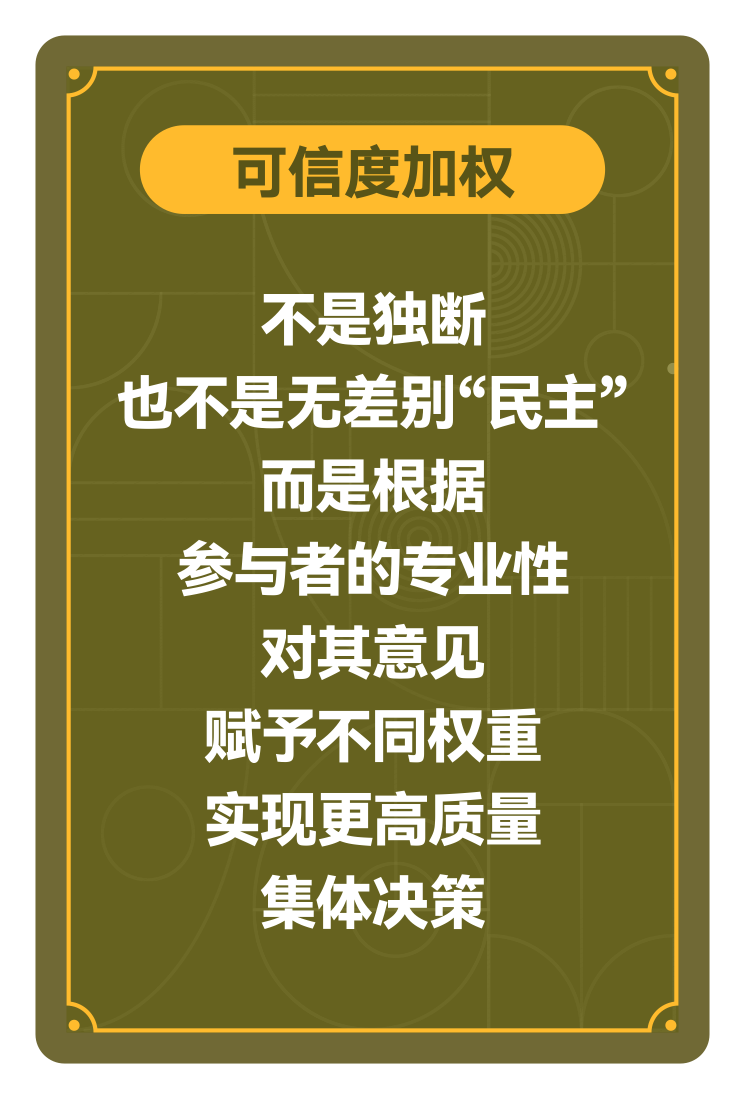 可信度加权
不是独断
也不是无差别“民主”
而是根据
参与者的专业性
对其意见
赋予不同权重
实现更高质量
集体决策